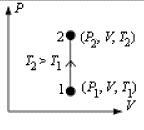 P
2 (P₂, V, T₂)
T₂ > T₁
1 (P₁, V, T₁)
V